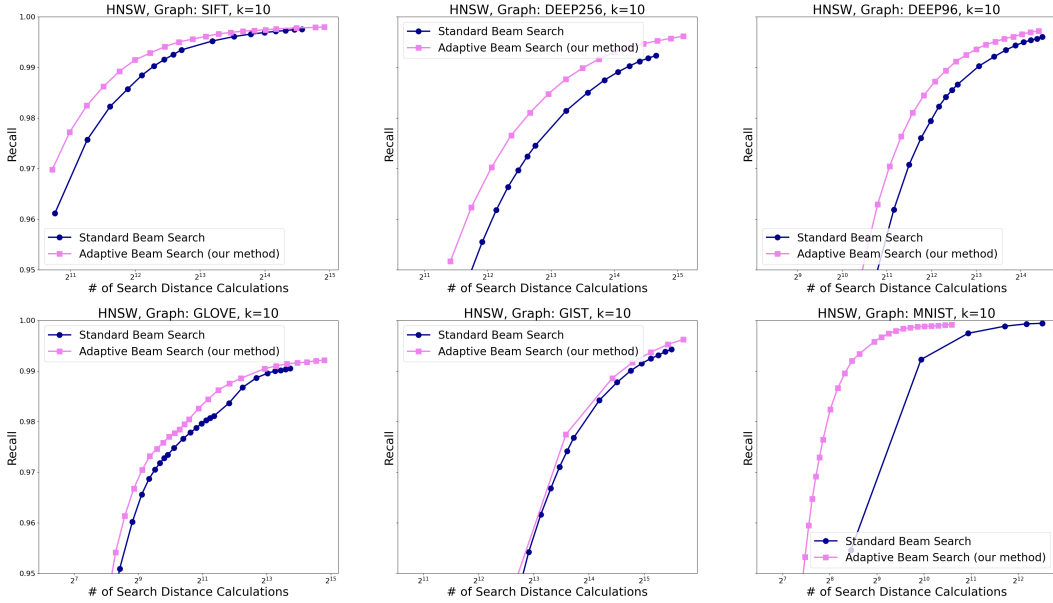 HNSW, Graph: SIFT, k=10
1.00
0.99
0.98
0.97
0.96
0.95
Recall
Standard Beam Search
Adaptive Beam Search (our method)
2^11 2^12 2^13 2^14 2^15
# of Search Distance Calculations
HNSW, Graph: DEEP256, k=10
Standard Beam Search
Adaptive Beam Search (our method)
Recall
2^11 2^12 2^13 2^14 2^15
# of Search Distance Calculations
HNSW, Graph: DEEP96, k=10
Recall
Standard Beam Search
Adaptive Beam Search (our method)
2^9 2^10 2^11 2^12 2^13 2^14
# of Search Distance Calculations
HNSW, Graph: GLOVE, k=10
Standard Beam Search
Adaptive Beam Search (our method)
1.00
0.99
0.98
0.97
0.96
0.95
Recall
2^7 2^9 2^11 2^13 2^15
# of Search Distance Calculations
HNSW, Graph: GIST, k=10
Standard Beam Search
Adaptive Beam Search (our method)
Recall
2^11 2^12 2^13 2^14 2^15
# of Search Distance Calculations
HNSW, Graph: MNIST, k=10
Recall
Standard Beam Search
Adaptive Beam Search (our method)
2^7 2^8 2^9 2^10 2^11 2^12
# of Search Distance Calculations